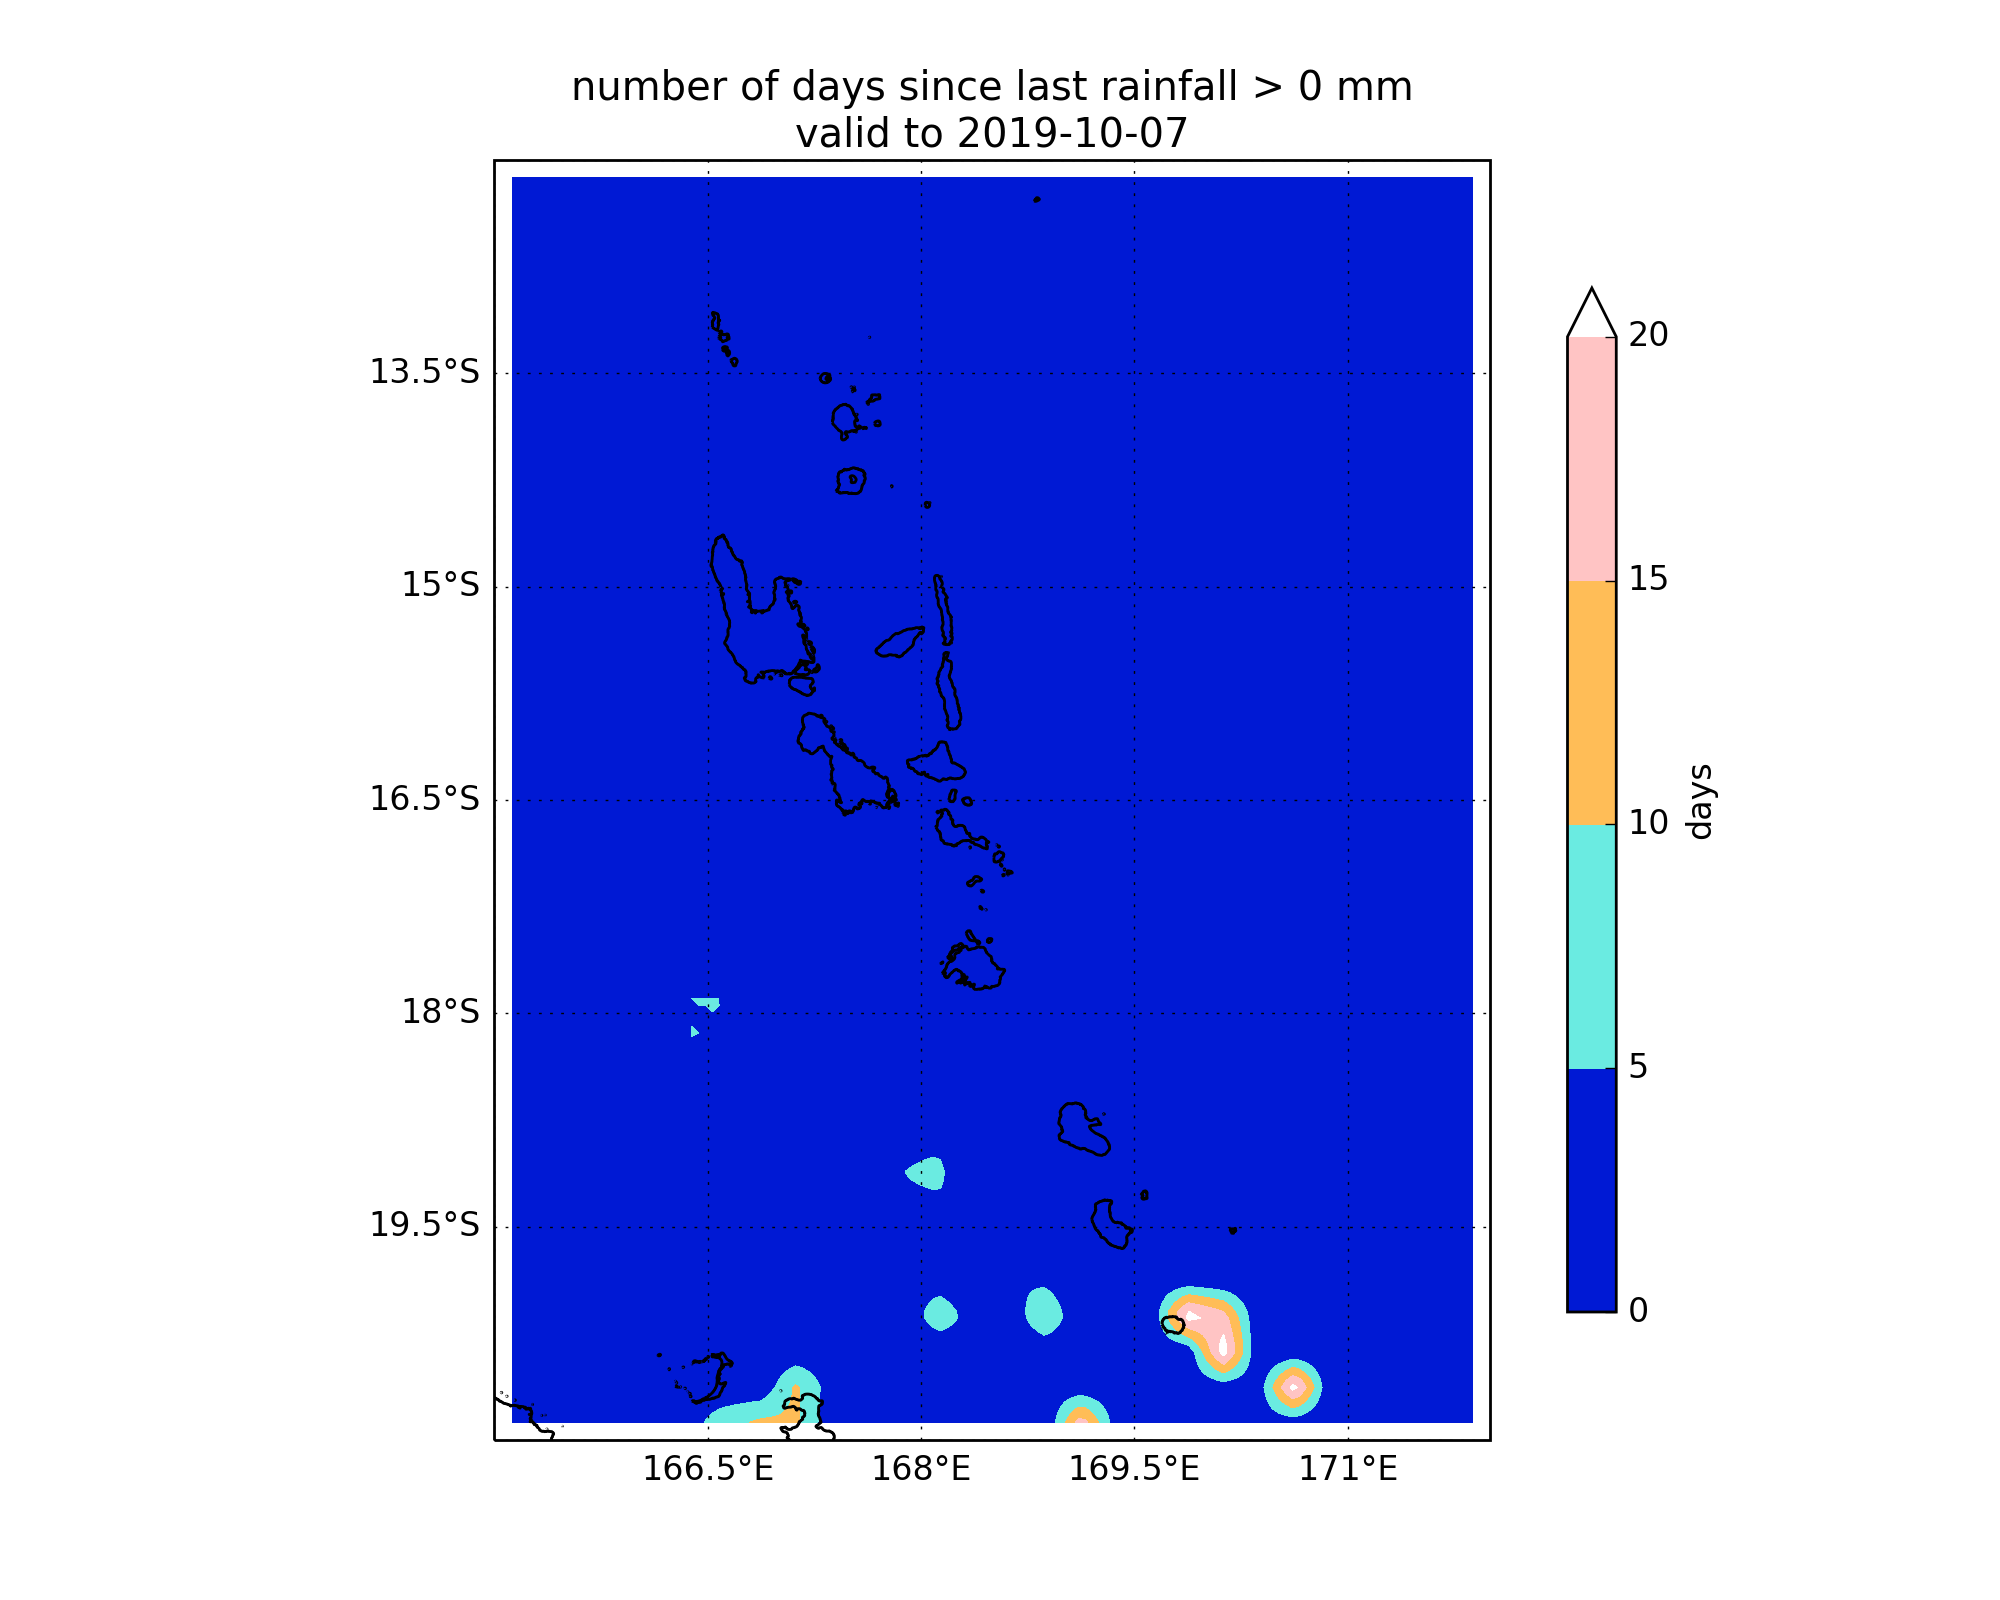 number of days since last rainfall > 0 mm
valid to 2019-10-07
13.5°S
15°S
16.5°S
18°S
19.5°S
166.5°E
168°E
169.5°E
171°E
20
15
10
5
0
days